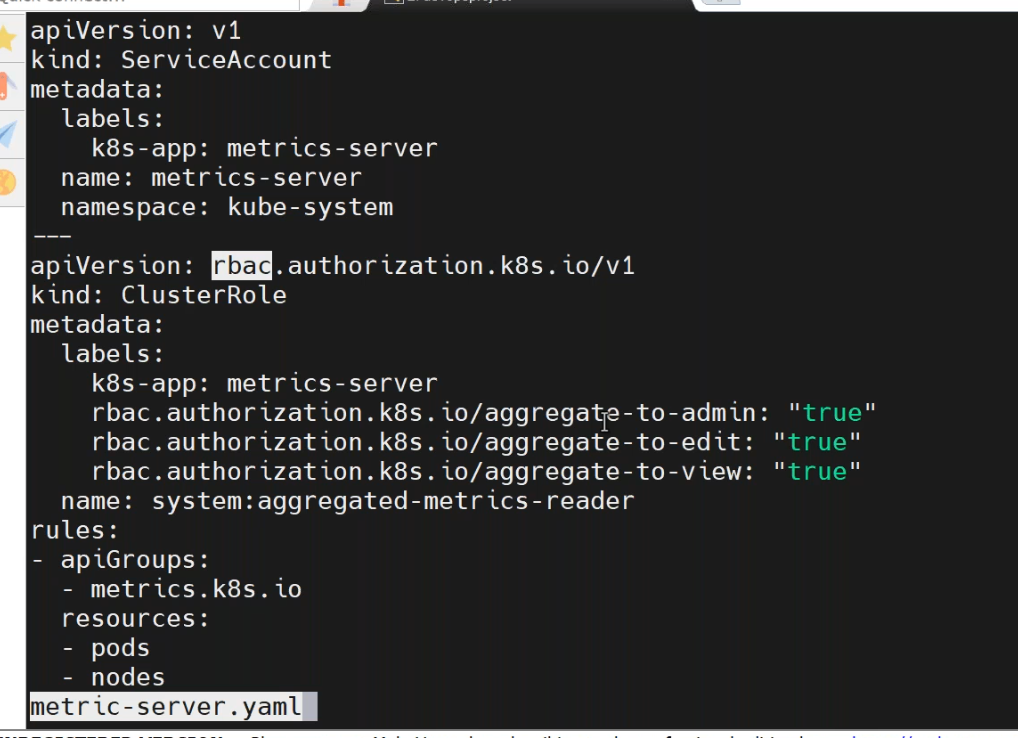 apiVersion: v1
kind: ServiceAccount
metadata:
  labels:
    k8s-app: metrics-server
  name: metrics-server
  namespace: kube-system
---
apiVersion: rbac.authorization.k8s.io/v1
kind: ClusterRole
metadata:
  labels:
    k8s-app: metrics-server
    rbac.authorization.k8s.io/aggregate-to-admin: "true"
    rbac.authorization.k8s.io/aggregate-to-edit: "true"
    rbac.authorization.k8s.io/aggregate-to-view: "true"
  name: system:aggregated-metrics-reader
rules:
- apiGroups:
  - metrics.k8s.io
  resources:
  - pods
  - nodes
metric-server.yaml